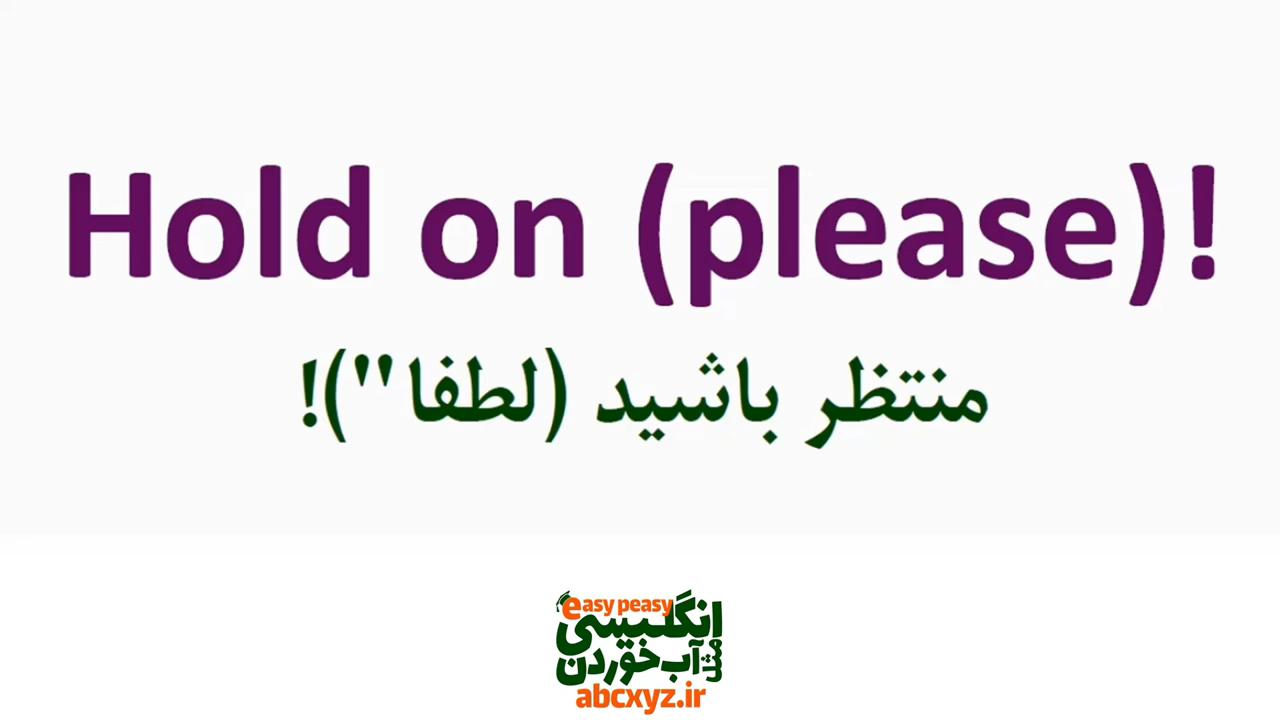 Hold on (please)!
منتظر باشید (لطفا")!
easy peasy
انگلیسی
مثل آب خوردن
abcxyz.ir